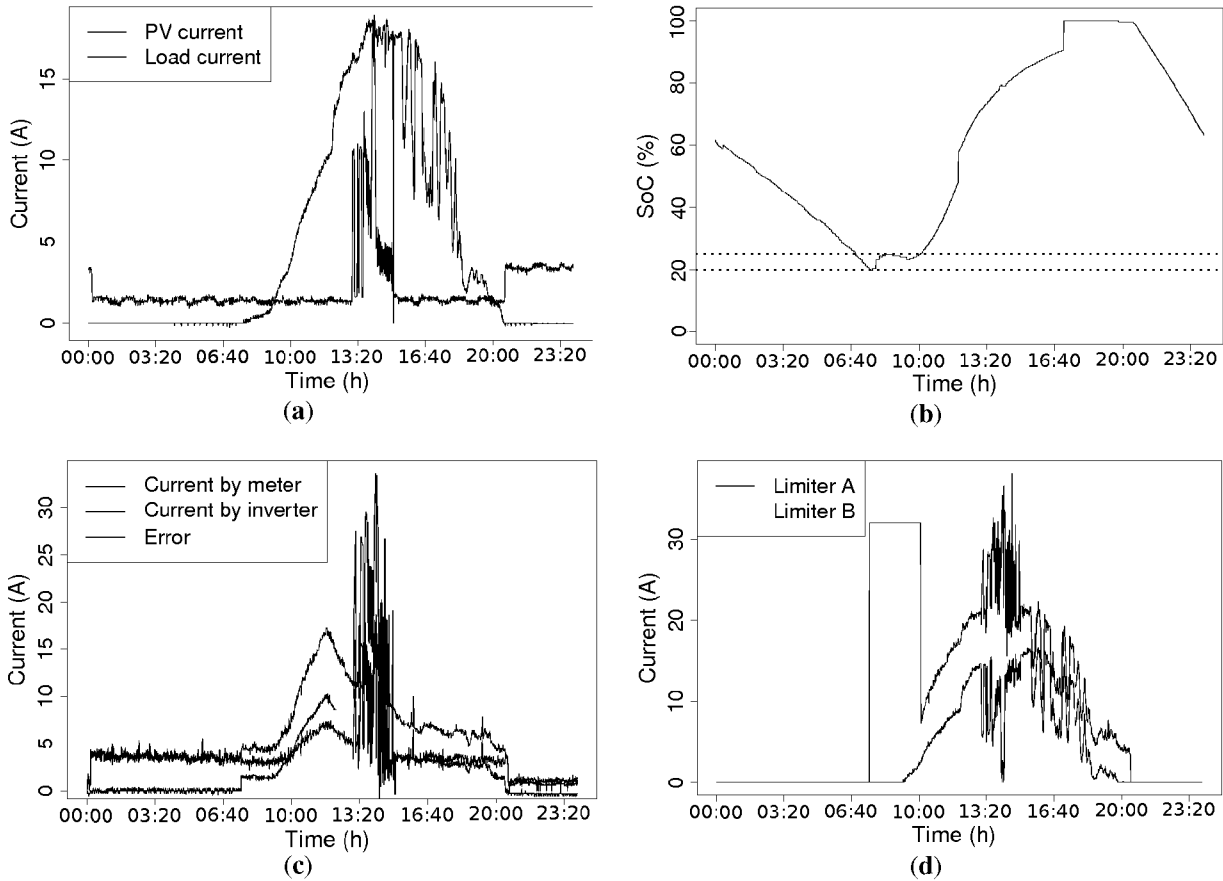 PV current
Load current
Current (A)
0 5 10 15
00:00 03:20 06:40 10:00 13:20 16:40 20:00 23:20
Time (h)
(a)
SoC (%)
0 20 40 60 80 100
00:00 03:20 06:40 10:00 13:20 16:40 20:00 23:20
Time (h)
(b)
Current by meter
Current by inverter
Error
Current (A)
0 5 10 15 20 25 30
00:00 03:20 06:40 10:00 13:20 16:40 20:00 23:20
Time (h)
(c)
Limiter A
Limiter B
Current (A)
0 10 20 30
00:00 03:20 06:40 10:00 13:20 16:40 20:00 23:20
Time (h)
(d)